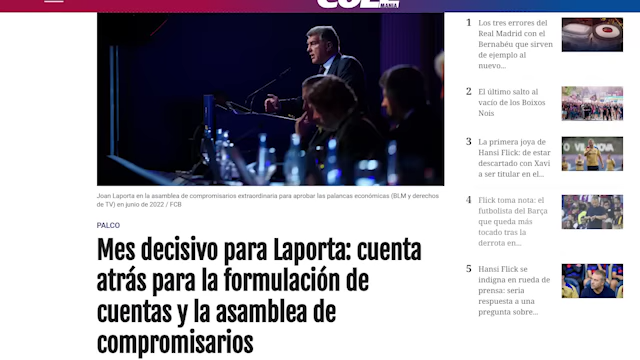 CULE
MANIA
Joan Laporta en la asamblea de compromisarios extraordinaria para aprobar las palancas económicas (BLM y derechos
de TV) en junio de 2022 / FCB
PALCO
Mes decisivo para Laporta: cuenta
atrás para la formulación de
cuentas y la asamblea de
compromisarios
1
Los tres errores del
Real Madrid con el
Bernabéu que sirven
de ejemplo al
nuevo...
2
El último salto al
vacío de los Boixos
Nois
3
La primera joya de
Hansi Flick: de estar
descartado con Xavi
a ser titular en el...
4
Flick toma nota: el
futbolista del Barça
que queda más
tocado tras la
derrota en...
5
Hansi Flick se
indigna en rueda de
prensa: seria
respuesta a una
pregunta sobre...